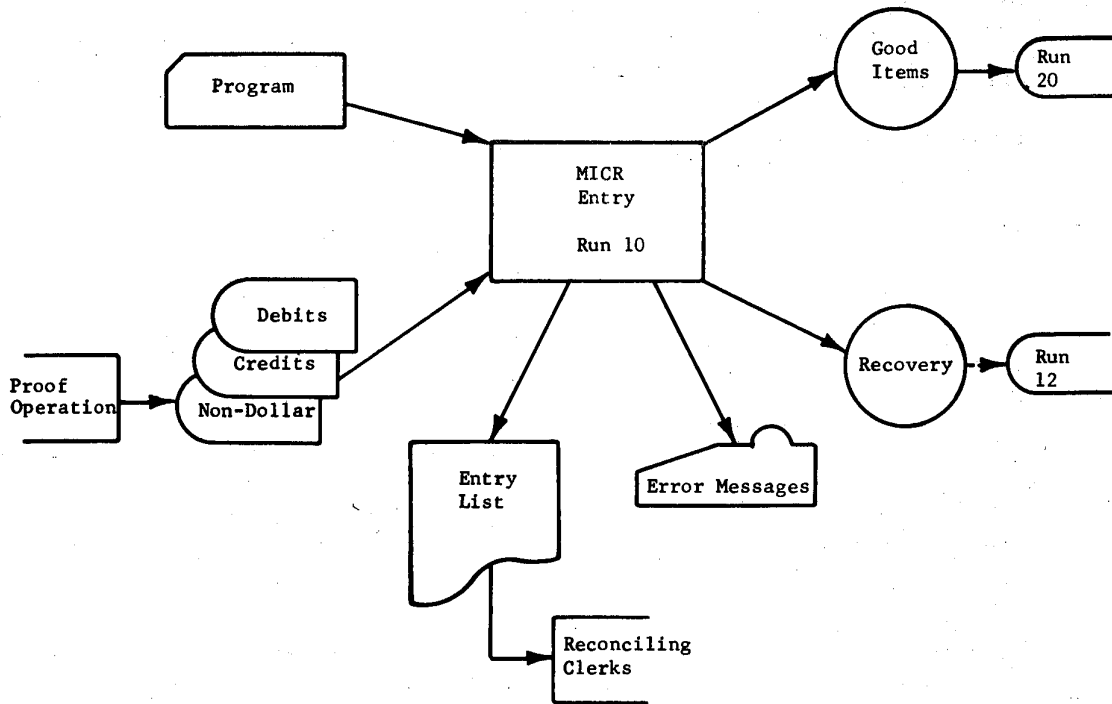 Program
MICR
Entry
Run 10
Good
Items
Run
20
Debits
Credits
Non-Dollar
Proof
Operation
Recovery
Run
12
Entry
List
Error Messages
Reconciling
Clerks